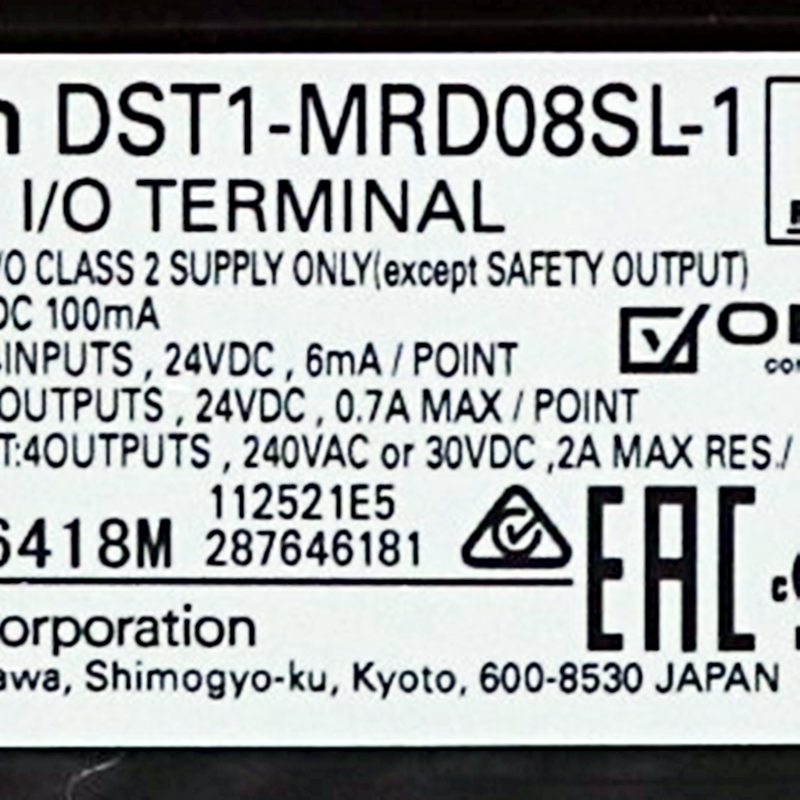 n DST1-MRD08SL-1
I/O TERMINAL
/O CLASS 2 SUPPLY ONLY(except SAFETY OUTPUT)
DC 100mA
INPUTS , 24VDC , 6mA / POINT
OUTPUTS , 24VDC , 0.7A MAX / POINT
T:4OUTPUTS , 240VAC or 30VDC ,2A MAX RES./
112521E5
6418M 287646181
EAC
orporation
awa, Shimogyo-ku, Kyoto, 600-8530 JAPAN